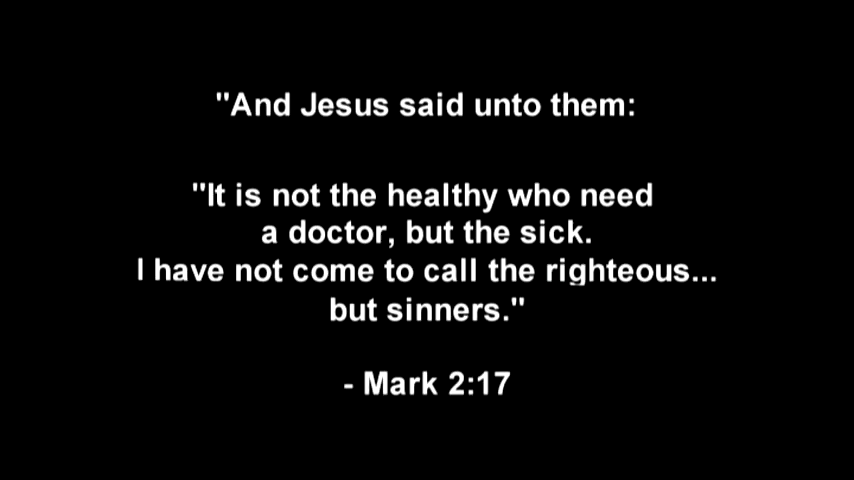 "And Jesus said unto them:
"It is not the healthy who need
a doctor, but the sick.
I have not come to call the righteous...
but sinners."
- Mark 2:17